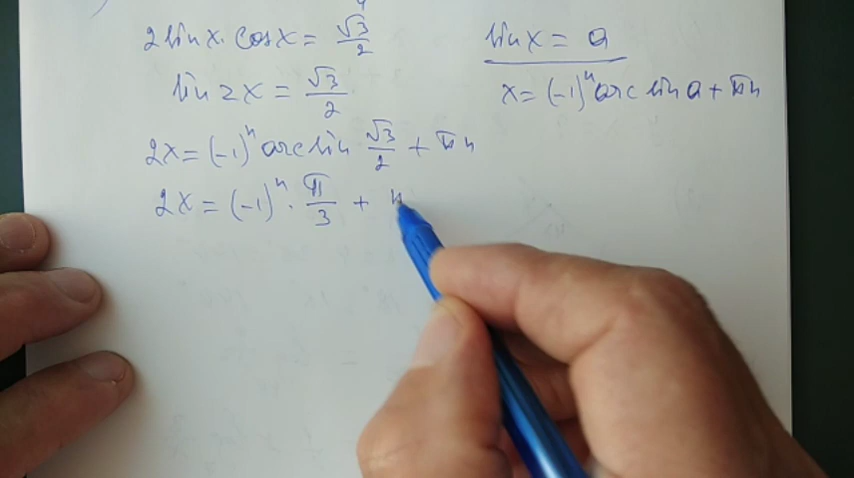 2 sin x · cos x = √3/2
sin 2x = √3/2
2x = (-1)ⁿ arc sin √3/2 + πn
2x = (-1)ⁿ · π/3 +
sin x = a
x = (-1)ⁿ arc sin a + πn